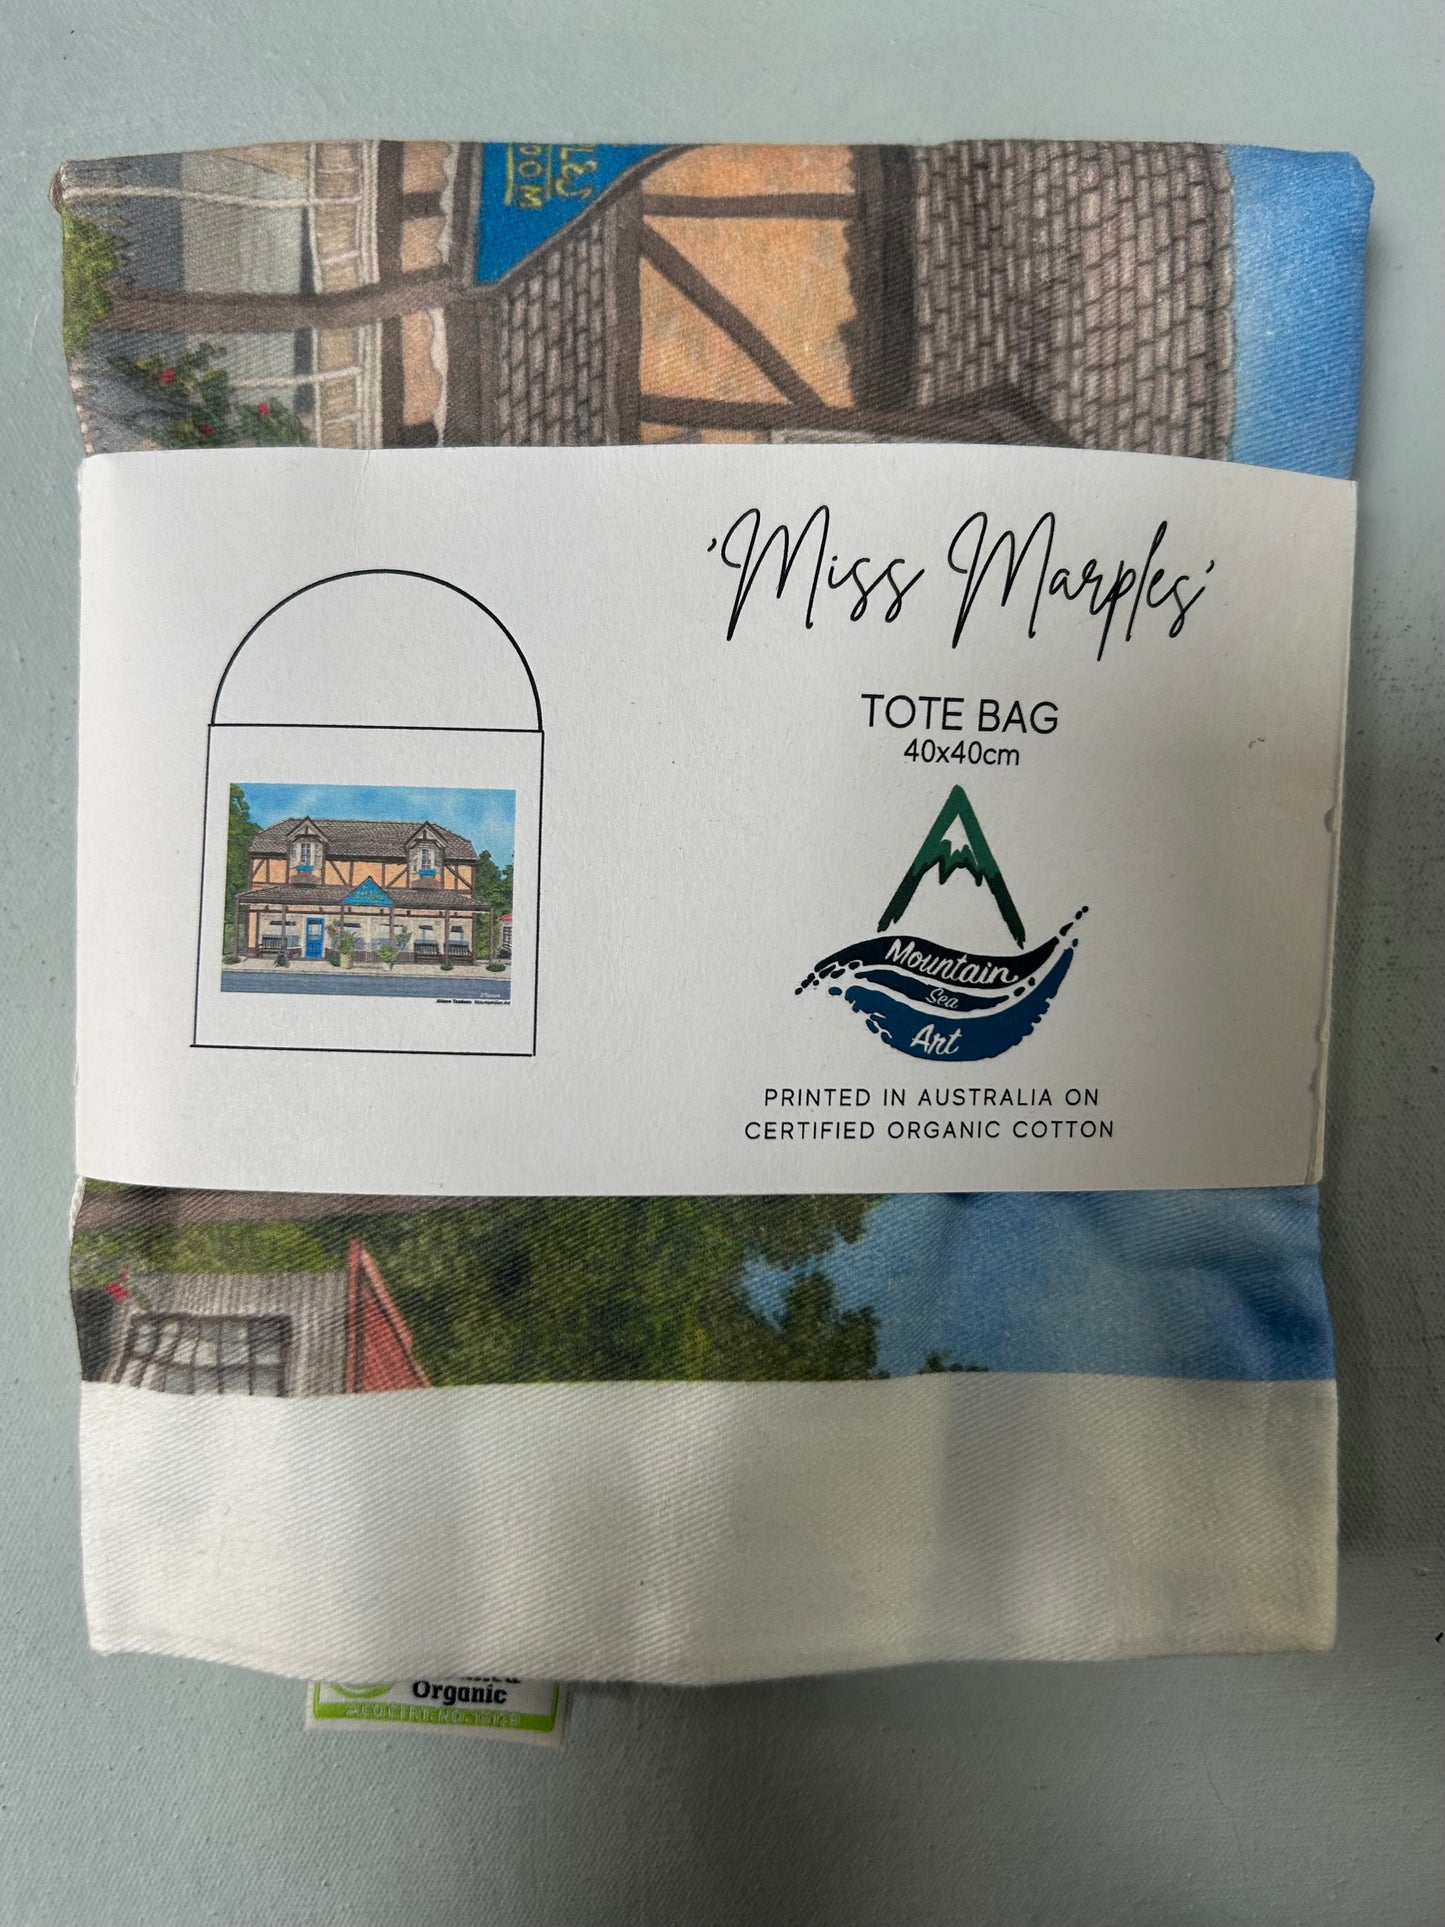 'Miss Marples'
TOTE BAG
40x40cm
Mountain
Sea
Art
PRINTED IN AUSTRALIA ON
CERTIFIED ORGANIC COTTON
Organic